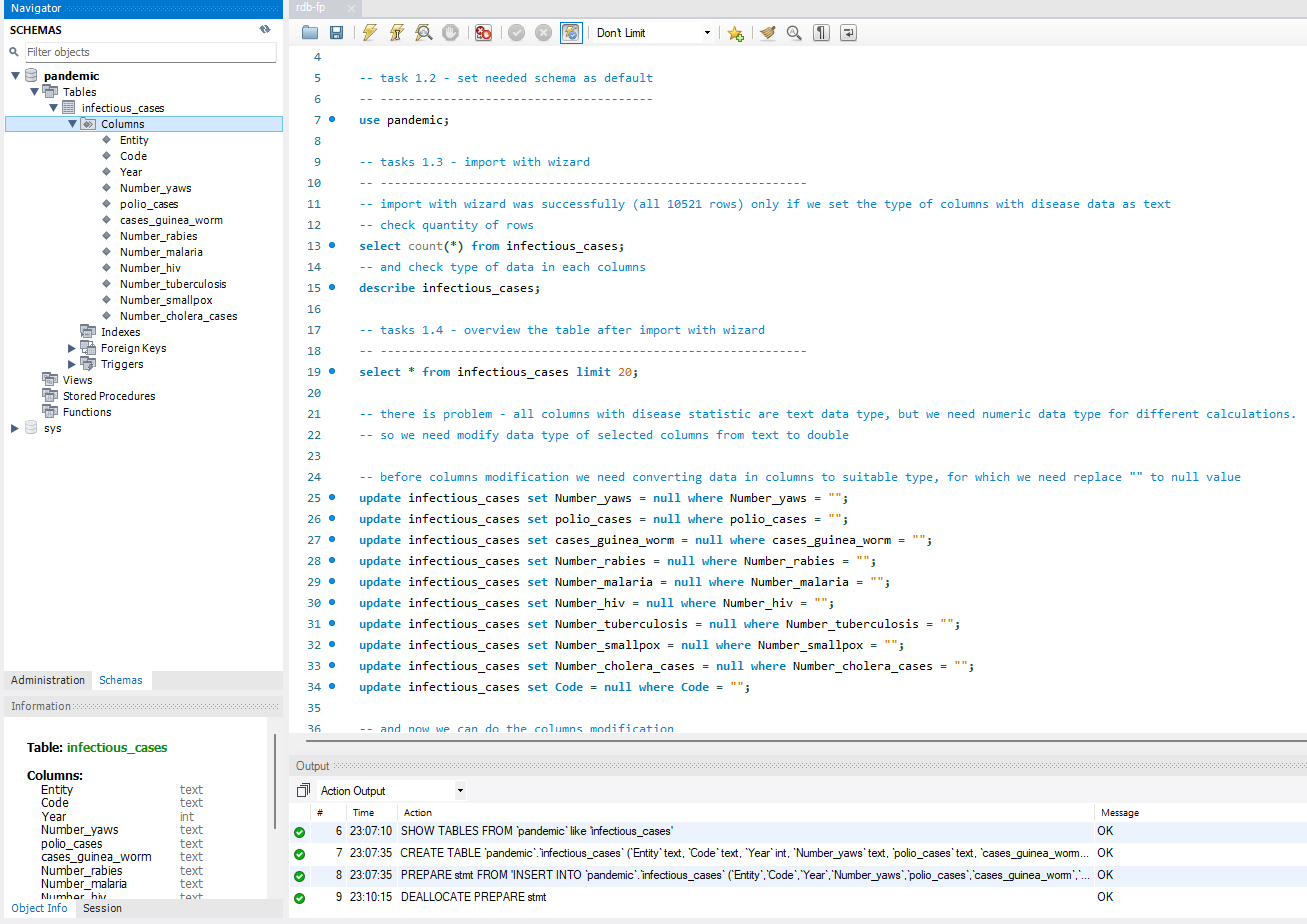 Navigator
SCHEMAS
Filter objects
pandemic
Tables
infectious_cases
Columns
Entity
Code
Year
Number_yaws
polio_cases
cases_guinea_worm
Number_rabies
Number_malaria
Number_hiv
Number_tuberculosis
Number_smallpox
Number_cholera_cases
Indexes
Foreign Keys
Triggers
Views
Stored Procedures
Functions
sys
Administration Schemas
Information
Table: infectious_cases
Columns:
Entity text
Code text
Year int
Number_yaws text
polio_cases text
cases_guinea_worm text
Number_rabies text
Number_malaria text
Number_hiv text
Object Info Session
rdb-fp
Don't Limit
4
5 -- task 1.2 - set needed schema as default
6 -- ---------------------------------------
7 use pandemic;
8
9 -- tasks 1.3 - import with wizard
10 -- -------------------------------------------------------------
11 -- import with wizard was successfully (all 10521 rows) only if we set the type of columns with disease data as text
12 -- check quantity of rows
13 select count(*) from infectious_cases;
14 -- and check type of data in each columns
15 describe infectious_cases;
16
17 -- tasks 1.4 - overview the table after import with wizard
18 -- -------------------------------------------------------------
19 select * from infectious_cases limit 20;
20
21 -- there is problem - all columns with disease statistic are text data type, but we need numeric data type for different calculations.
22 -- so we need modify data type of selected columns from text to double
23
24 -- before columns modification we need converting data in columns to suitable type, for which we need replace "" to null value
25 update infectious_cases set Number_yaws = null where Number_yaws = "";
26 update infectious_cases set polio_cases = null where polio_cases = "";
27 update infectious_cases set cases_guinea_worm = null where cases_guinea_worm = "";
28 update infectious_cases set Number_rabies = null where Number_rabies = "";
29 update infectious_cases set Number_malaria = null where Number_malaria = "";
30 update infectious_cases set Number_hiv = null where Number_hiv = "";
31 update infectious_cases set Number_tuberculosis = null where Number_tuberculosis = "";
32 update infectious_cases set Number_smallpox = null where Number_smallpox = "";
33 update infectious_cases set Number_cholera_cases = null where Number_cholera_cases = "";
34 update infectious_cases set Code = null where Code = "";
35
36 -- and now we can do the columns modification
Output
Action Output
# Time Action Message
6 23:07:10 SHOW TABLES FROM `pandemic` like 'infectious_cases' OK
7 23:07:35 CREATE TABLE `pandemic`.`infectious_cases` (`Entity` text, `Code` text, `Year` int, `Number_yaws` text, `polio_cases` text, `cases_guinea_worm... OK
8 23:07:35 PREPARE stmt FROM 'INSERT INTO `pandemic`.`infectious_cases` (`Entity`,`Code`,`Year`,`Number_yaws`,`polio_cases`,`cases_guinea_worm`,`... OK
9 23:10:15 DEALLOCATE PREPARE stmt OK